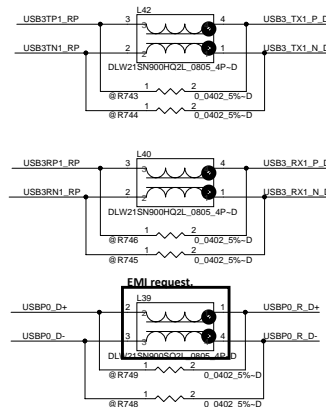 L42
USB3TP1_RP 3 4 USB3_TX1_P_D
USB3TN1_RP 2 1 USB3_TX1_N_D
DLW21SN900HQ2L_0805_4P~D
1 2
@R743 0_0402_5%~D
1 2
@R744 0_0402_5%~D
L40
USB3RP1_RP 3 4 USB3_RX1_P_D
USB3RN1_RP 2 1 USB3_RX1_N_D
DLW21SN900HQ2L_0805_4P~D
1 2
@R746 0_0402_5%~D
1 2
@R745 0_0402_5%~D
EMI request.
L39
USBP0_D+ 2 1 USBP0_R_D+
USBP0_D- 3 4 USBP0_R_D-
DLW21SN900SQ2L_0805_4P~D
1 2
@R749 0_0402_5%~D
1 2
@R748 0_0402_5%~D